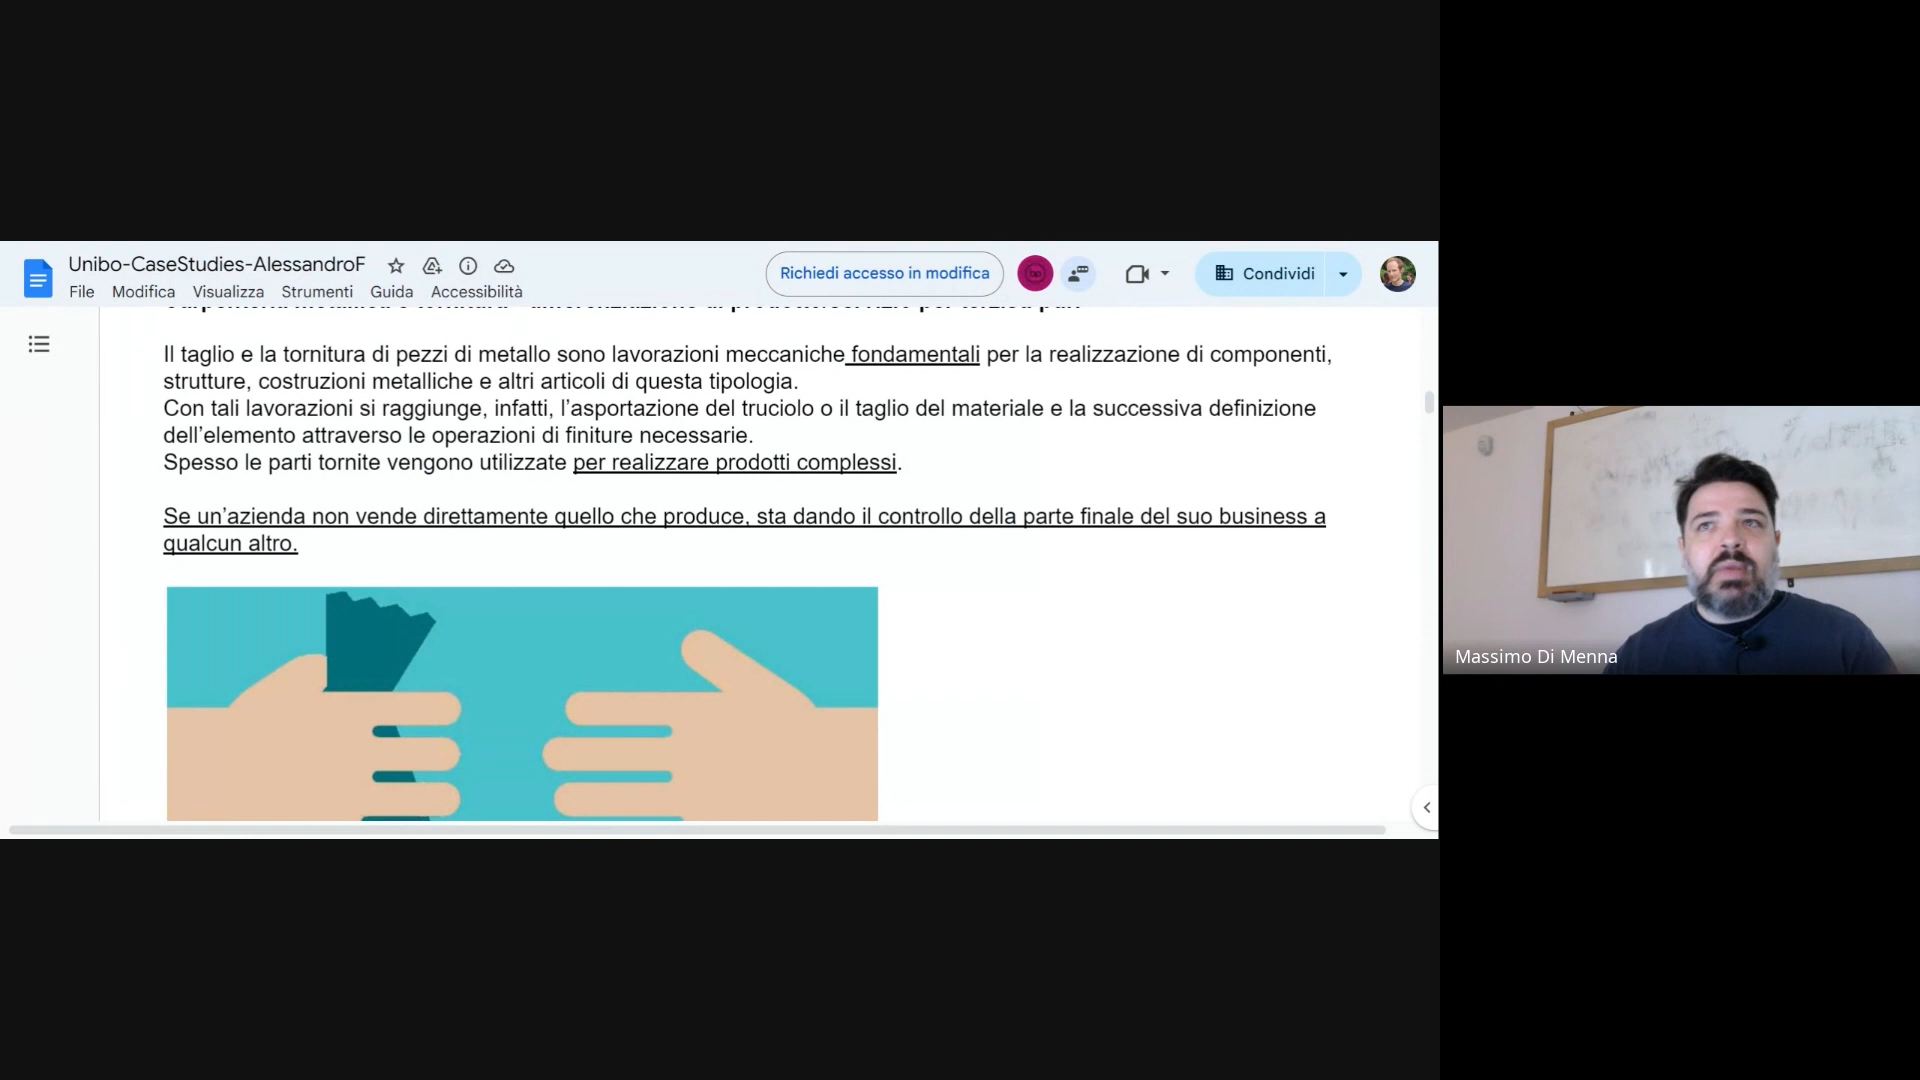 Unibo-CaseStudies-AlessandroF
File Modifica Visualizza Strumenti Guida Accessibilità
Richiedi accesso in modifica
Condividi
Il taglio e la tornitura di pezzi di metallo sono lavorazioni meccaniche fondamentali per la realizzazione di componenti,
strutture, costruzioni metalliche e altri articoli di questa tipologia.
Con tali lavorazioni si raggiunge, infatti, l’asportazione del truciolo o il taglio del materiale e la successiva definizione
dell’elemento attraverso le operazioni di finiture necessarie.
Spesso le parti tornite vengono utilizzate per realizzare prodotti complessi.
Se un’azienda non vende direttamente quello che produce, sta dando il controllo della parte finale del suo business a
qualcun altro.
Massimo Di Menna